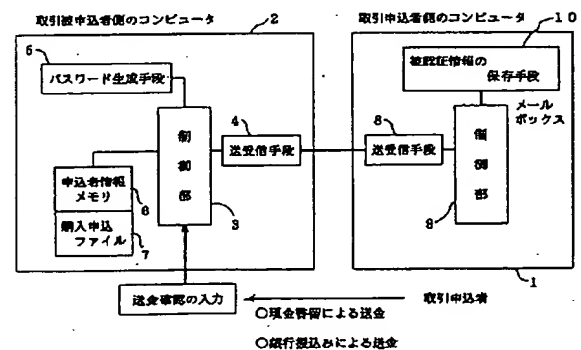 取引被申込者側のコンピュータ
2
取引申込者側のコンピュータ
10
5
パスワード生成手段
制御部
3
4
送受信手段
申込者情報
メモリ
6
購入申込
ファイル
7
被認証情報の
保存手段
メール
ボックス
8
送受信手段
制御部
9
1
送金確認の入力
取引申込者
○現金書留による送金
○銀行振込みによる送金